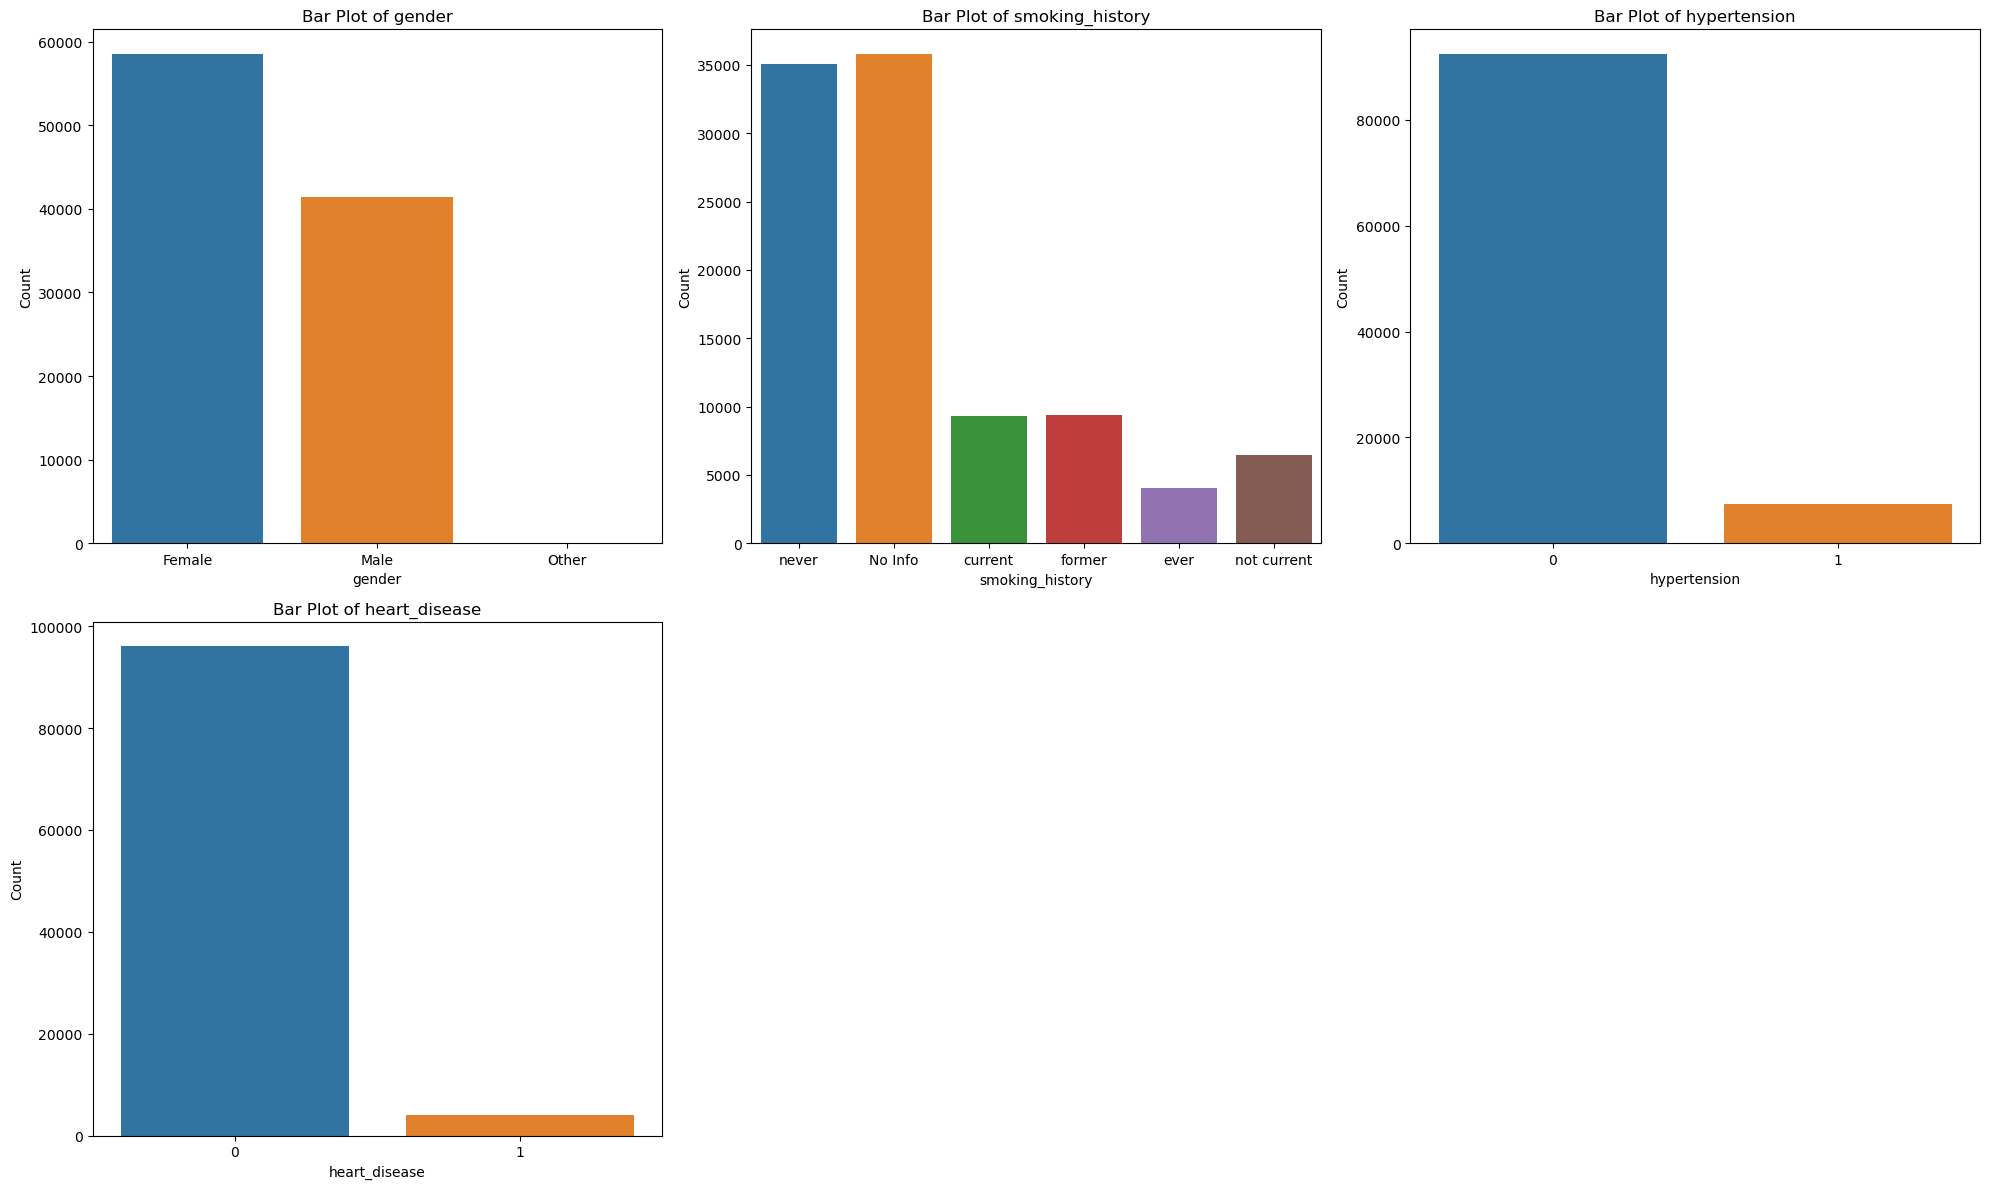 Bar Plot of gender
60000
50000
40000
30000
20000
10000
0
Count
Female Male Other
gender
Bar Plot of smoking_history
35000
30000
25000
20000
15000
10000
5000
0
Count
never No Info current former ever not current
smoking_history
Bar Plot of hypertension
80000
60000
40000
20000
0
Count
0 1
hypertension
Bar Plot of heart_disease
100000
80000
60000
40000
20000
0
Count
0 1
heart_disease